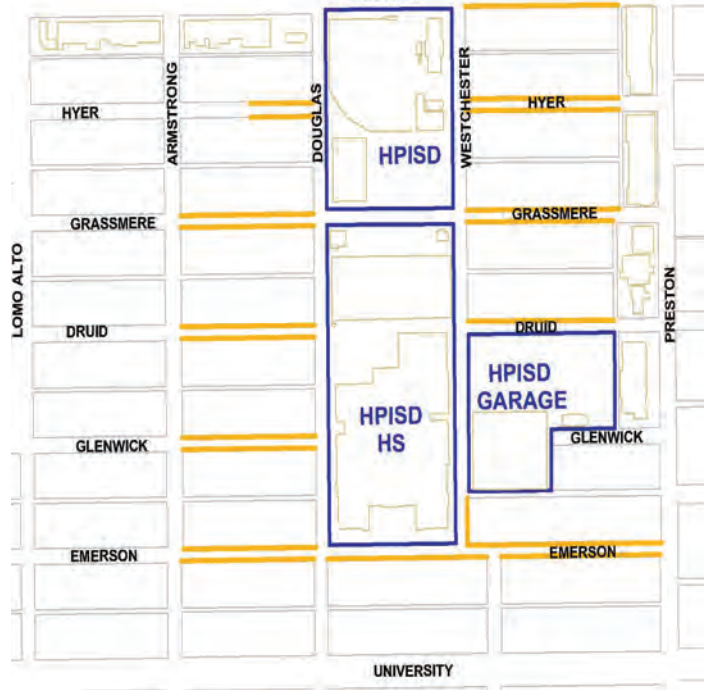 HYER
ARMSTRONG
DOUGLAS
WESTCHESTER
HYER
HPISD
GRASSMERE
GRASSMERE
LOMO ALTO
DRUID
DRUID
PRESTON
HPISD
GARAGE
HPISD
HS
GLENWICK
GLENWICK
EMERSON
EMERSON
UNIVERSITY